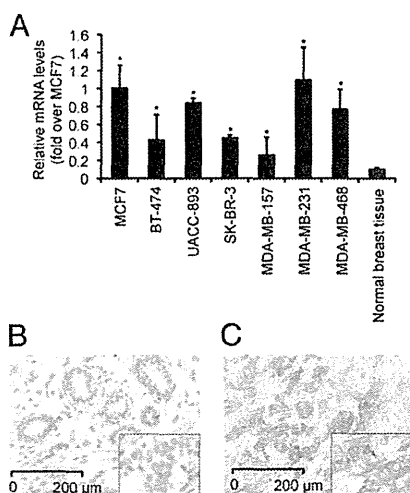 A
Relative mRNA levels
(fold over MCF7)
1.6
1.4
1.2
1
0.8
0.6
0.4
0.2
0
*
*
*
*
*
*
*
MCF7
BT-474
UACC-893
SK-BR-3
MDA-MB-157
MDA-MB-231
MDA-MB-468
Normal breast tissue
B
C
0 200 µm
0 200 µm